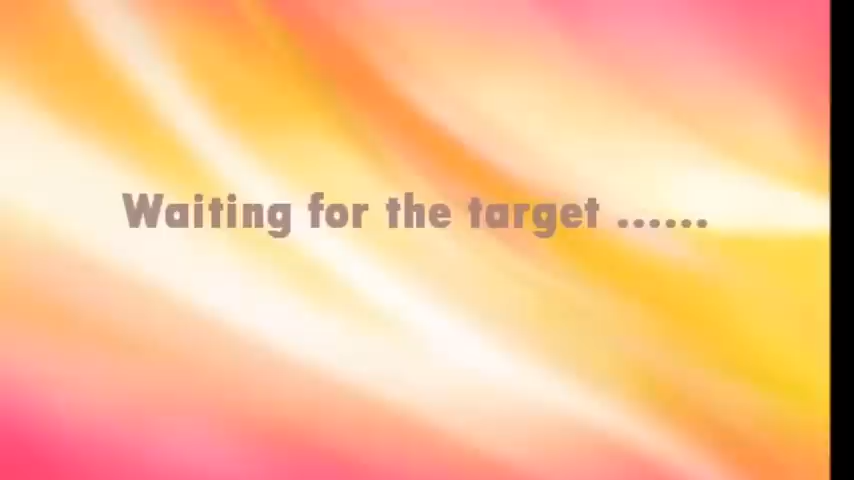 Waiting for the target ......